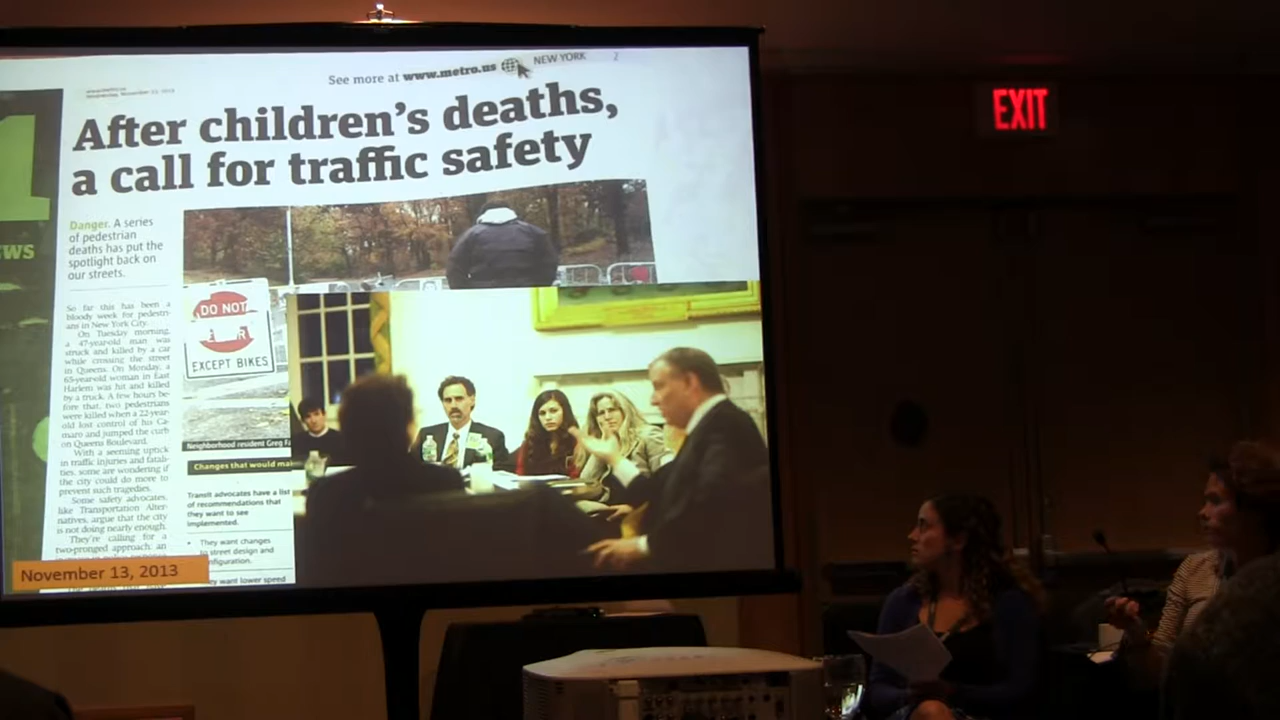 See more at www.metro.us
NEW YORK
2
After children's deaths,
a call for traffic safety
1
EWS
Danger. A series
of pedestrian
deaths has put the
spotlight back on
our streets.
So far this has been a
bloody week for pedestri-
ans in New York City.
On Tuesday morning,
a 47-year-old man was
struck and killed by a car
while crossing the street
in Queens. On Monday, a
65-year-old woman in East
Harlem was hit and killed
by a truck. A few hours be-
fore that, two pedestrians
were killed when a 22-year-
old lost control of his Ca-
maro and jumped the curb
on Queens Boulevard.
With a seeming uptick
in traffic injuries and fatali-
ties, some are wondering if
the city could do more to
prevent such tragedies.
Some safety advocates,
like Transportation Alter-
natives, argue that the city
is not doing nearly enough.
They're calling for a
two-pronged approach: an
DO NOT
EXCEPT BIKES
Neighborhood resident Greg
Changes that would
Transit advocates have a list
of recommendations that
they want to see
implemented.
• They want changes
to street design and
configuration.
want lower speed
November 13, 2013
EXIT